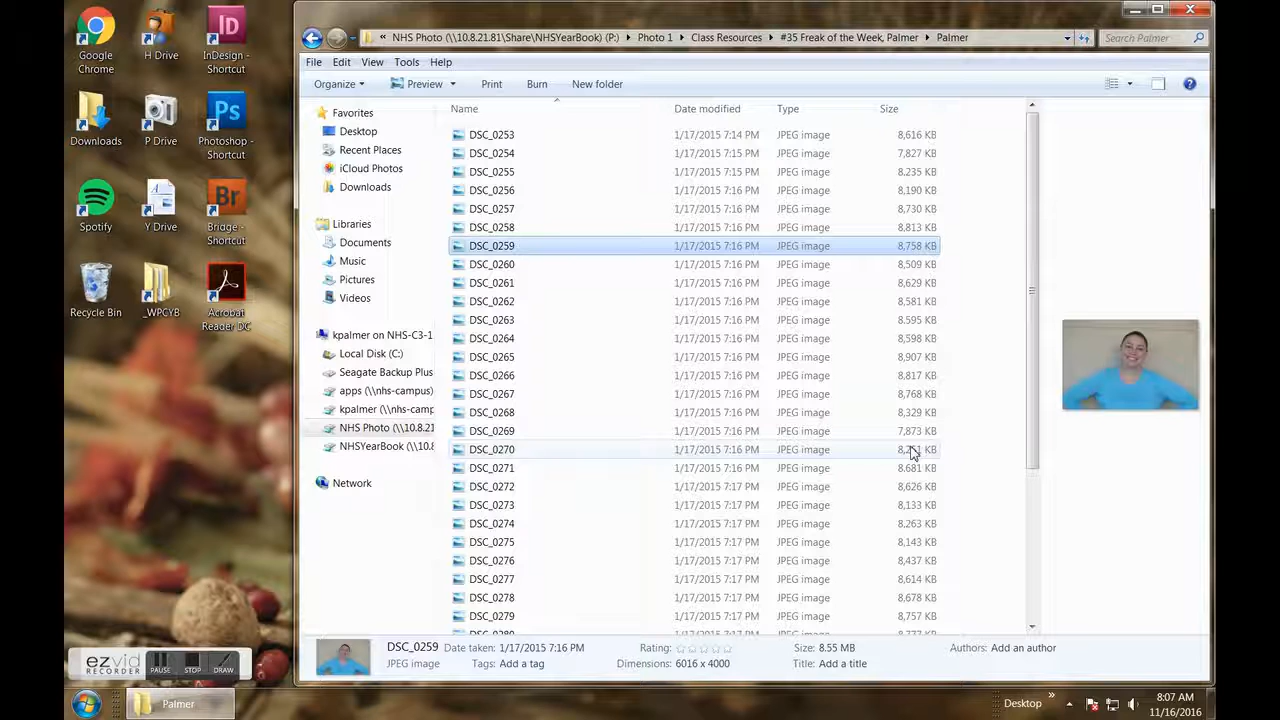 Google Chrome
H Drive
InDesign - Shortcut
Downloads
P Drive
Photoshop - Shortcut
Spotify
Y Drive
Bridge - Shortcut
Recycle Bin
_WPCYB
Acrobat Reader DC
« NHS Photo (\\10.8.21.81\Share\NHSYearBook) (P:) Photo 1 Class Resources #35 Freak of the Week, Palmer Palmer
Search Palmer
File Edit View Tools Help
Organize Preview Print Burn New folder
Favorites
Desktop
Recent Places
iCloud Photos
Downloads
Libraries
Documents
Music
Pictures
Videos
kpalmer on NHS-C3-1
Local Disk (C:)
Seagate Backup Plus
apps (\\nhs-campus)
kpalmer (\\nhs-camp
NHS Photo (\\10.8.21
NHSYearBook (\\10.8
Network
Name Date modified Type Size
DSC_0253 1/17/2015 7:14 PM JPEG image 8,616 KB
DSC_0254 1/17/2015 7:15 PM JPEG image 7,827 KB
DSC_0255 1/17/2015 7:15 PM JPEG image 8,235 KB
DSC_0256 1/17/2015 7:16 PM JPEG image 8,190 KB
DSC_0257 1/17/2015 7:16 PM JPEG image 8,730 KB
DSC_0258 1/17/2015 7:16 PM JPEG image 8,813 KB
DSC_0259 1/17/2015 7:16 PM JPEG image 8,758 KB
DSC_0260 1/17/2015 7:16 PM JPEG image 8,509 KB
DSC_0261 1/17/2015 7:16 PM JPEG image 8,629 KB
DSC_0262 1/17/2015 7:16 PM JPEG image 8,581 KB
DSC_0263 1/17/2015 7:16 PM JPEG image 8,595 KB
DSC_0264 1/17/2015 7:16 PM JPEG image 8,598 KB
DSC_0265 1/17/2015 7:16 PM JPEG image 8,907 KB
DSC_0266 1/17/2015 7:16 PM JPEG image 8,817 KB
DSC_0267 1/17/2015 7:16 PM JPEG image 8,768 KB
DSC_0268 1/17/2015 7:16 PM JPEG image 8,329 KB
DSC_0269 1/17/2015 7:16 PM JPEG image 7,873 KB
DSC_0270 1/17/2015 7:16 PM JPEG image KB
DSC_0271 1/17/2015 7:16 PM JPEG image 8,681 KB
DSC_0272 1/17/2015 7:16 PM JPEG image 8,626 KB
DSC_0273 1/17/2015 7:17 PM JPEG image 8,133 KB
DSC_0274 1/17/2015 7:17 PM JPEG image 8,263 KB
DSC_0275 1/17/2015 7:17 PM JPEG image 8,143 KB
DSC_0276 1/17/2015 7:17 PM JPEG image 8,437 KB
DSC_0277 1/17/2015 7:17 PM JPEG image 8,614 KB
DSC_0278 1/17/2015 7:17 PM JPEG image 8,678 KB
DSC_0279 1/17/2015 7:17 PM JPEG image 8,757 KB
DSC_0259 Date taken: 1/17/2015 7:16 PM Rating: Size: 8.55 MB Authors: Add an author
JPEG image Tags: Add a tag Dimensions: 6016 x 4000 Title: Add a title
ezvid RECORDER
PAUSE STOP DRAW
Palmer
Desktop »
8:07 AM
11/16/2016